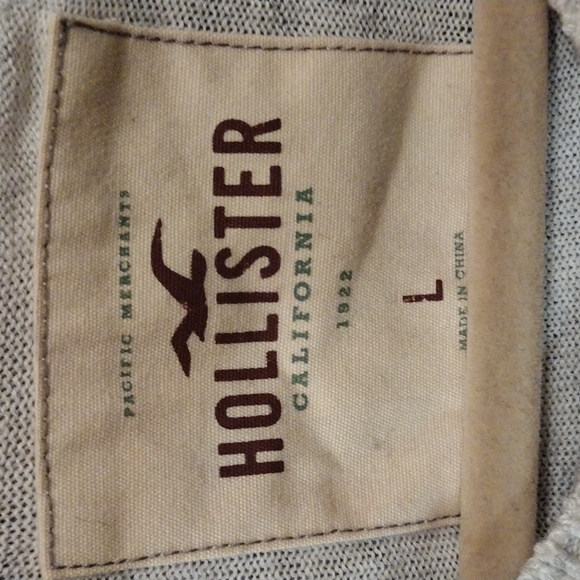 PACIFIC MERCHANTS
HOLLISTER
CALIFORNIA
1922
L
MADE IN CHINA